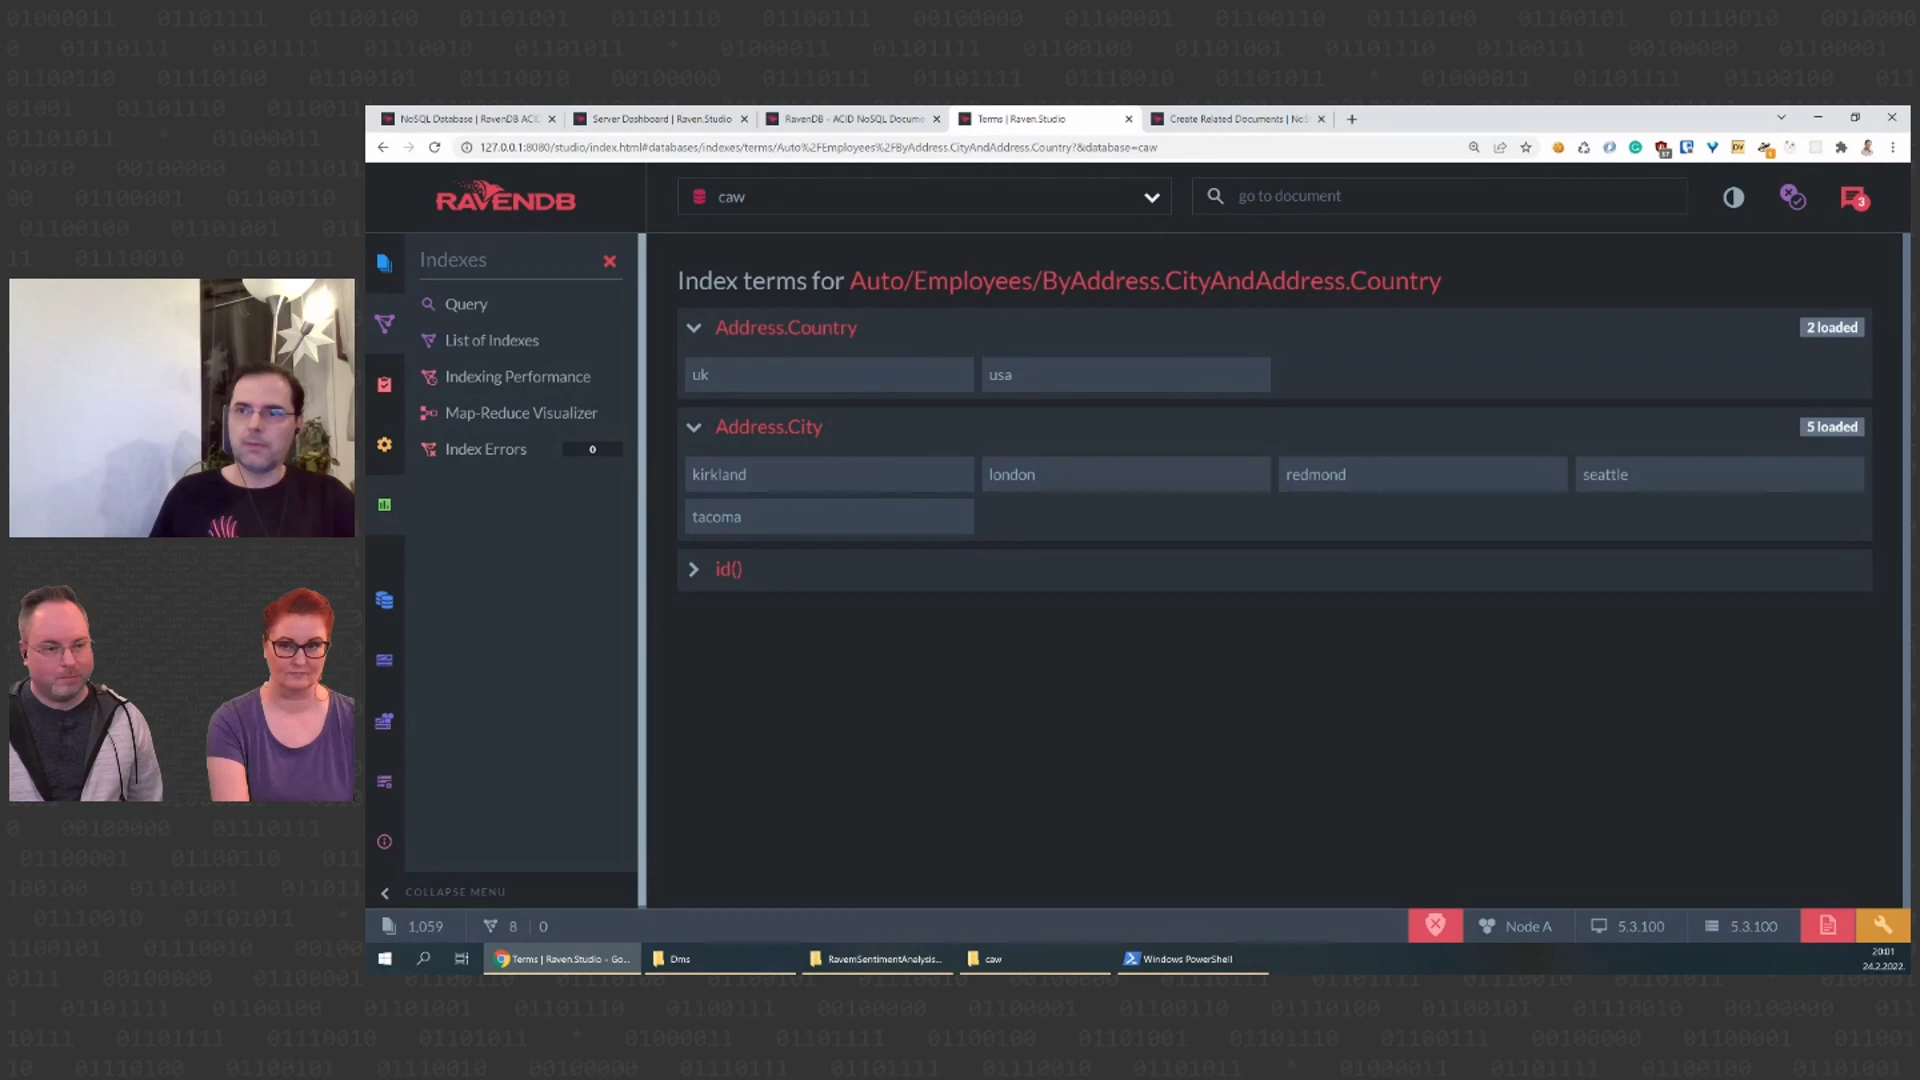 NoSQL Database | RavenDB ACID
Server Dashboard | Raven.Studio
RavenDB - ACID NoSQL Docume
Terms | Raven.Studio
Create Related Documents | NoS
127.0.0.1:8080/studio/index.html#databases/indexes/terms/Auto%2FEmployees%2FByAddress.CityAndAddress.Country?&database=caw
RAVENDB
caw
go to document
3
Indexes
Query
List of Indexes
Indexing Performance
Map-Reduce Visualizer
Index Errors 0
COLLAPSE MENU
Index terms for Auto/Employees/ByAddress.CityAndAddress.Country
Address.Country
2 loaded
uk
usa
Address.City
5 loaded
kirkland
london
redmond
seattle
tacoma
id()
1,059
8 | 0
Node A
5.3.100
5.3.100
Terms | Raven.Studio - Go...
Dms
RavemSentimentAnalysis...
caw
Windows PowerShell
20:01
24.2.2022.